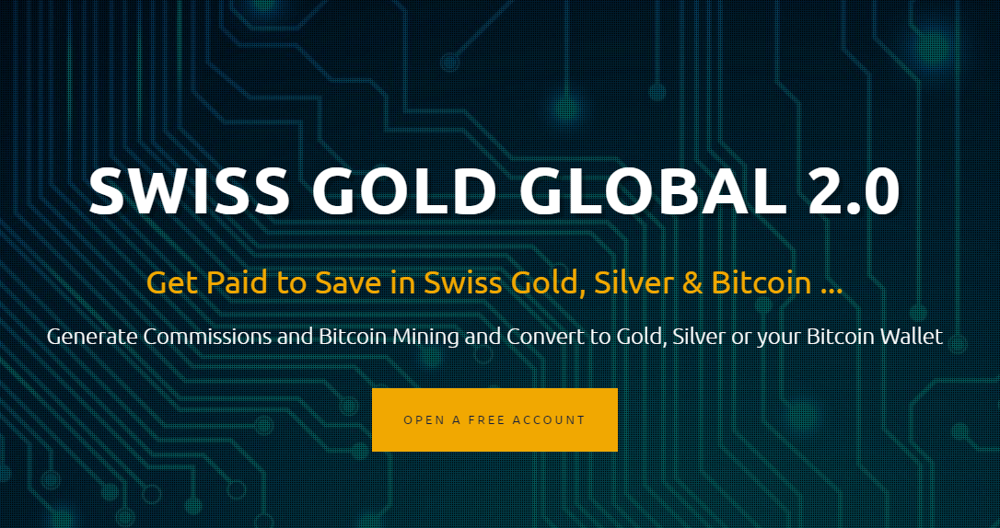 SWISS GOLD GLOBAL 2.0
Get Paid to Save in Swiss Gold, Silver & Bitcoin ...
Generate Commissions and Bitcoin Mining and Convert to Gold, Silver or your Bitcoin Wallet
OPEN A FREE ACCOUNT